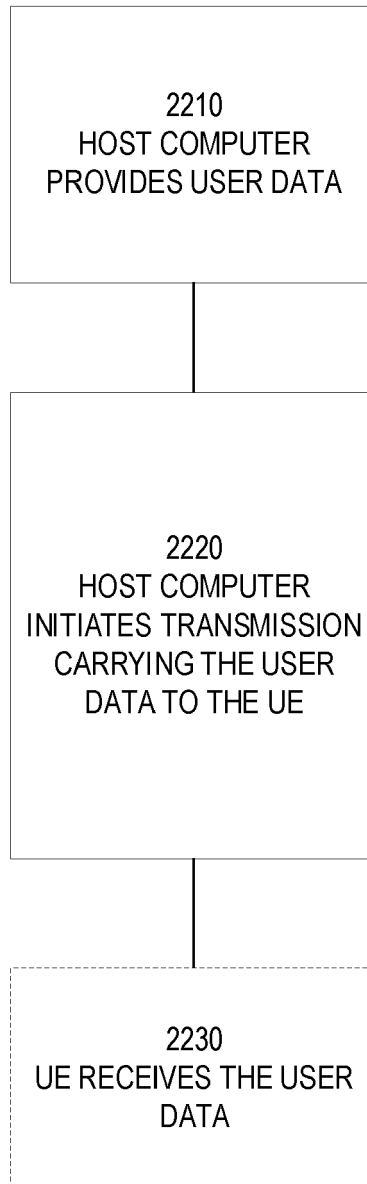 2210
HOST COMPUTER
PROVIDES USER DATA
2220
HOST COMPUTER
INITIATES TRANSMISSION
CARRYING THE USER
DATA TO THE UE
2230
UE RECEIVES THE USER
DATA